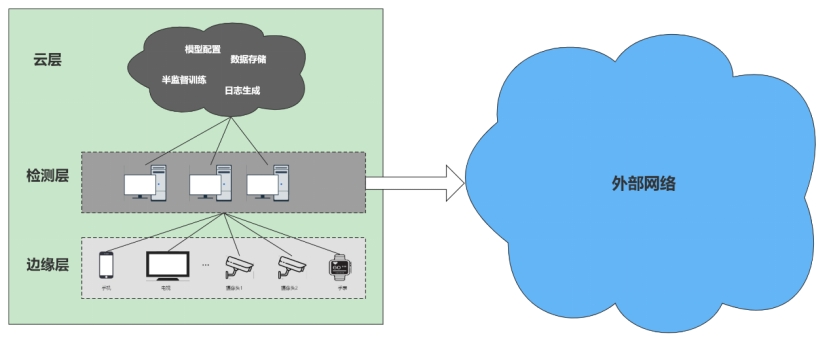 云层
模型配置
数据存储
半监督训练
日志生成
检测层
外部网络
边缘层
...
手机
电视
摄像头1
摄像头2
手表